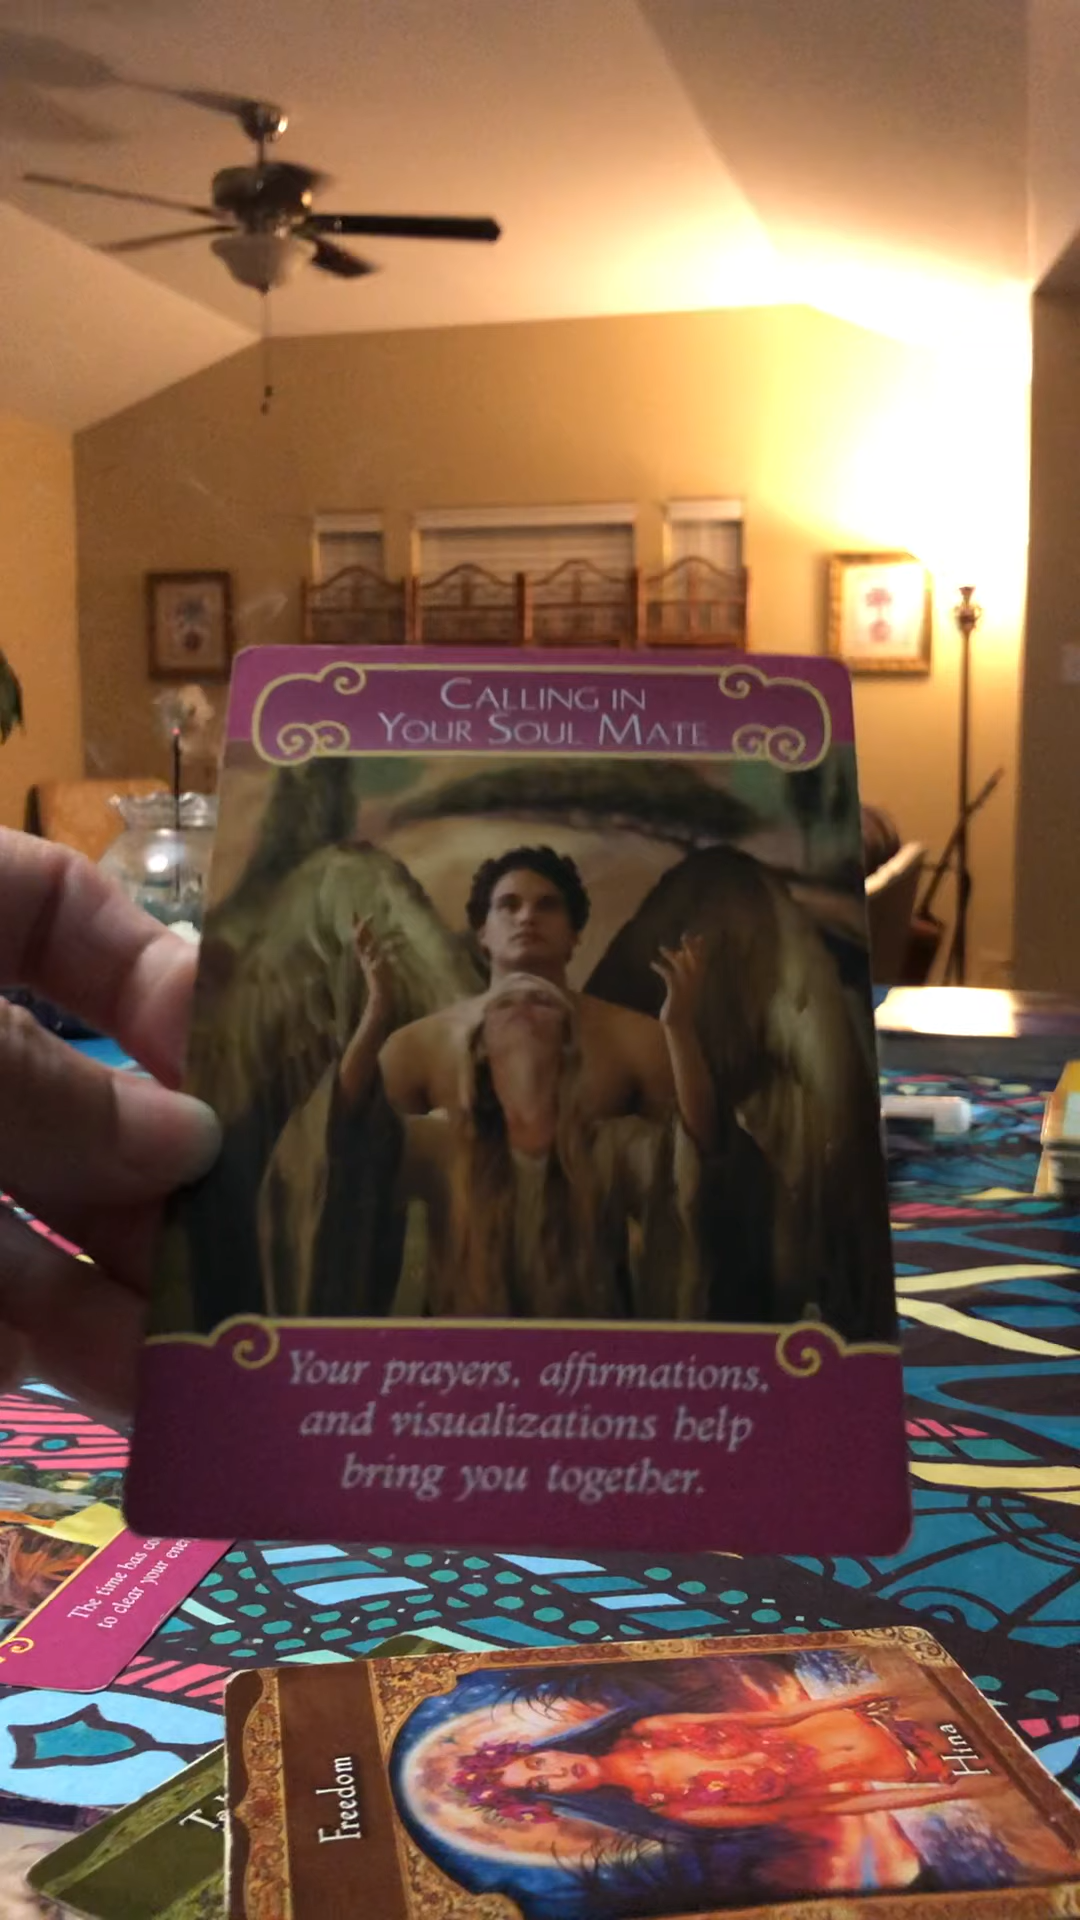 CALLING IN
YOUR SOUL MATE
Your prayers, affirmations,
and visualizations help
bring you together.
The time has
to clear your
Freedom
Hina